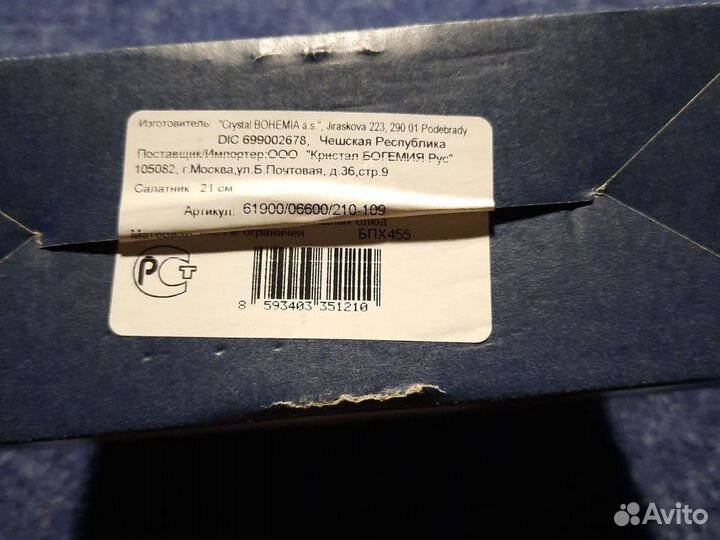 Изготовитель: "Crystal BOHEMIA a.s.", Jiraskova 223, 290 01 Podebrady
DIC 699002678, Чешская Республика
Поставщик/Импортер:ООО "Кристал БОГЕМИЯ Рус"
105082, г.Москва,ул.Б.Почтовая, д.36,стр.9
Салатник 21 см
Артикул: 61900/06600/210-109
блюд
ограничен БПХ455
РСТ
8 593403 351210
Avito